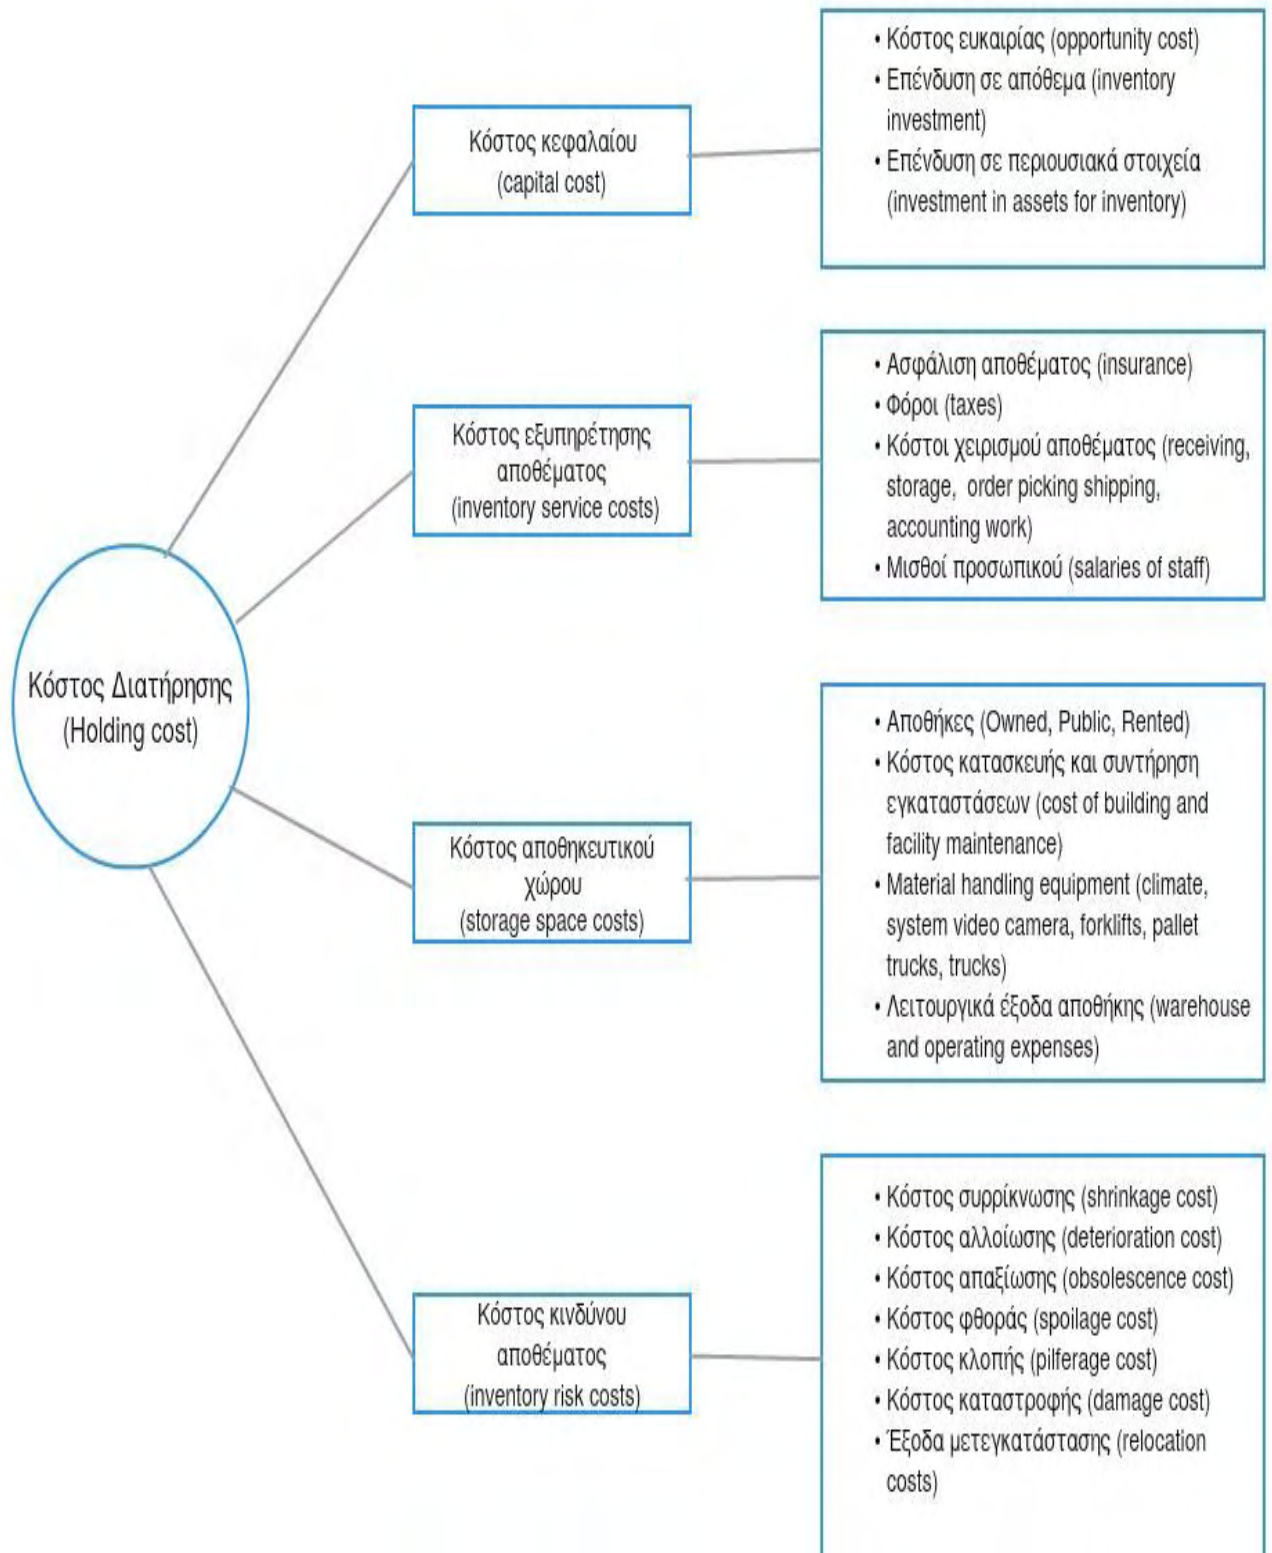 Κόστος Διατήρησης
(Holding cost)
Κόστος κεφαλαίου
(capital cost)
• Κόστος ευκαιρίας (opportunity cost)
• Επένδυση σε απόθεμα (inventory
investment)
• Επένδυση σε περιουσιακά στοιχεία
(investment in assets for inventory)
Κόστος εξυπηρέτησης
αποθέματος
(inventory service costs)
• Ασφάλιση αποθέματος (insurance)
• Φόροι (taxes)
• Κόστοι χειρισμού αποθέματος (receiving,
storage, order picking shipping,
accounting work)
• Μισθοί προσωπικού (salaries of staff)
Κόστος αποθηκευτικού
χώρου
(storage space costs)
• Αποθήκες (Owned, Public, Rented)
• Κόστος κατασκευής και συντήρηση
εγκαταστάσεων (cost of building and
facility maintenance)
• Material handling equipment (climate,
system video camera, forklifts, pallet
trucks, trucks)
• Λειτουργικά έξοδα αποθήκης (warehouse
and operating expenses)
Κόστος κινδύνου
αποθέματος
(inventory risk costs)
• Κόστος συρρίκνωσης (shrinkage cost)
• Κόστος αλλοίωσης (deterioration cost)
• Κόστος απαξίωσης (obsolescence cost)
• Κόστος φθοράς (spoilage cost)
• Κόστος κλοπής (pilferage cost)
• Κόστος καταστροφής (damage cost)
• Έξοδα μετεγκατάστασης (relocation
costs)